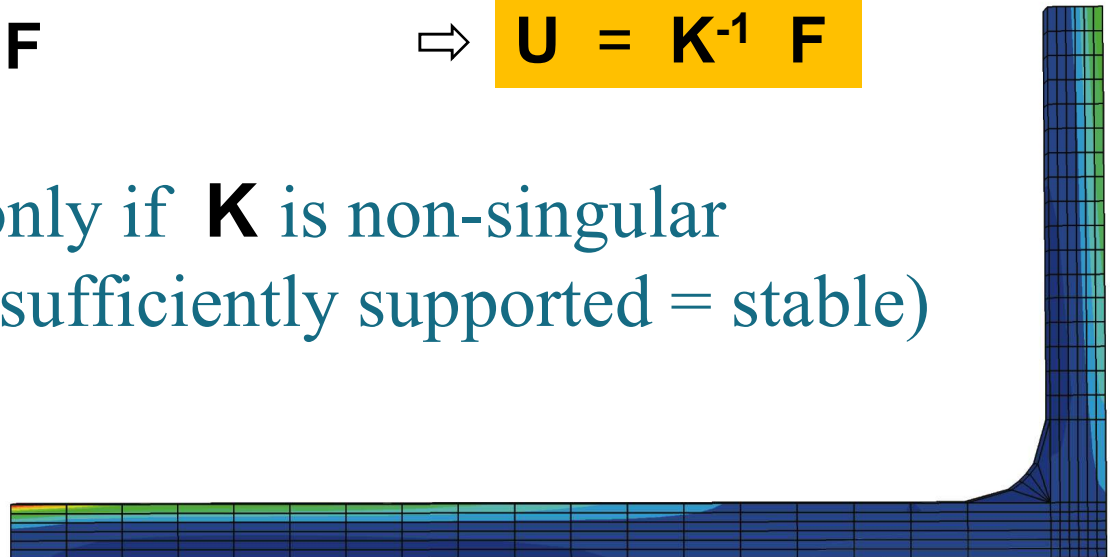 F ⇨ U = K⁻¹ F
only if K is non-singular
sufficiently supported = stable)